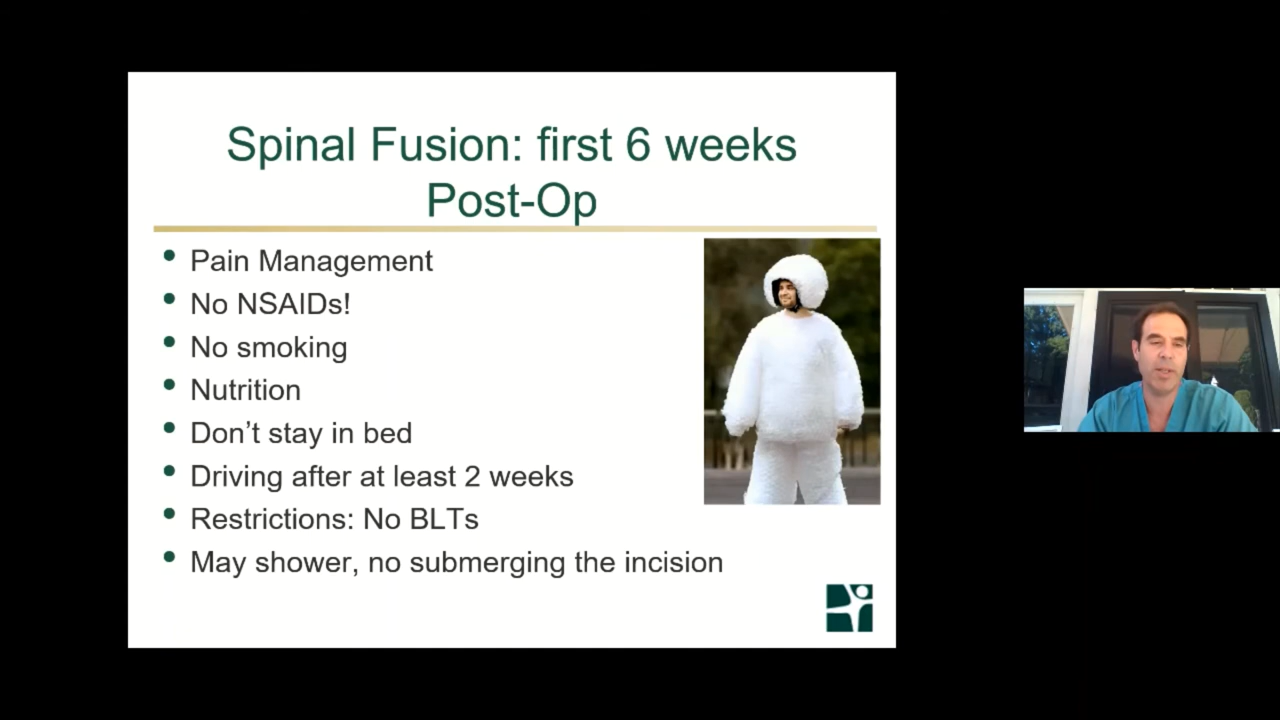 Spinal Fusion: first 6 weeks
Post-Op
• Pain Management
• No NSAIDs!
• No smoking
• Nutrition
• Don’t stay in bed
• Driving after at least 2 weeks
• Restrictions: No BLTs
• May shower, no submerging the incision